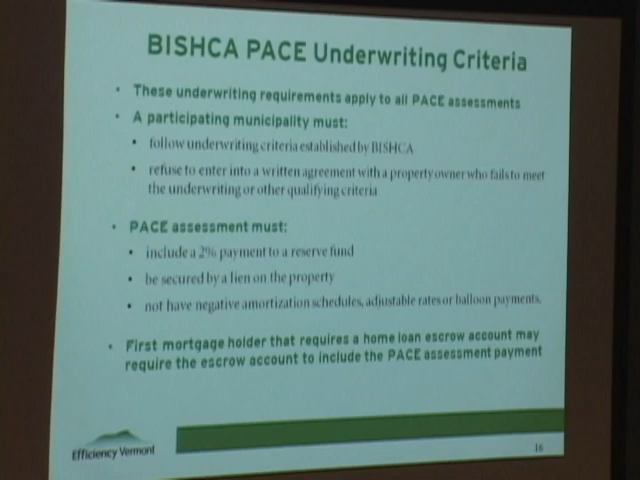 BISHCA PACE Underwriting Criteria
• These underwriting requirements apply to all PACE assessments
• A participating municipality must:
• follow underwriting criteria established by BISHCA
• refuse to enter into a written agreement with a property owner who fails to meet
the underwriting or other qualifying criteria
• PACE assessment must:
• include a 2% payment to a reserve fund
• be secured by a lien on the property
• not have negative amortization schedules, adjustable rates or balloon payments.
• First mortgage holder that requires a home loan escrow account may
require the escrow account to include the PACE assessment payment
Efficiency Vermont
16